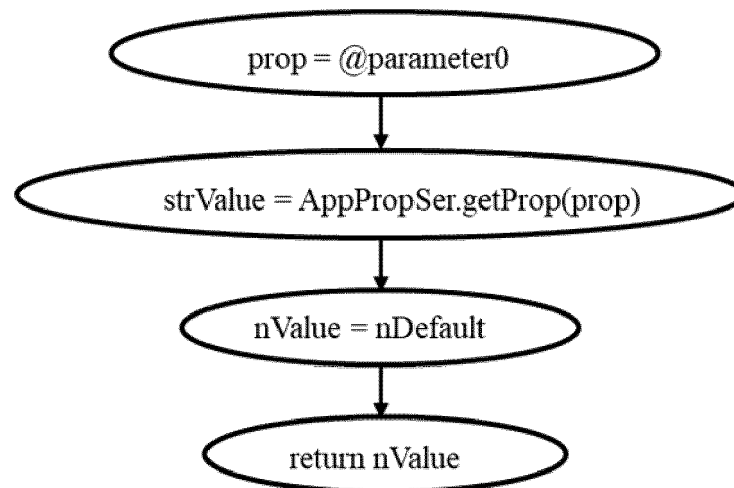 prop = @parameter0
strValue = AppPropSer.getProp(prop)
nValue = nDefault
return nValue